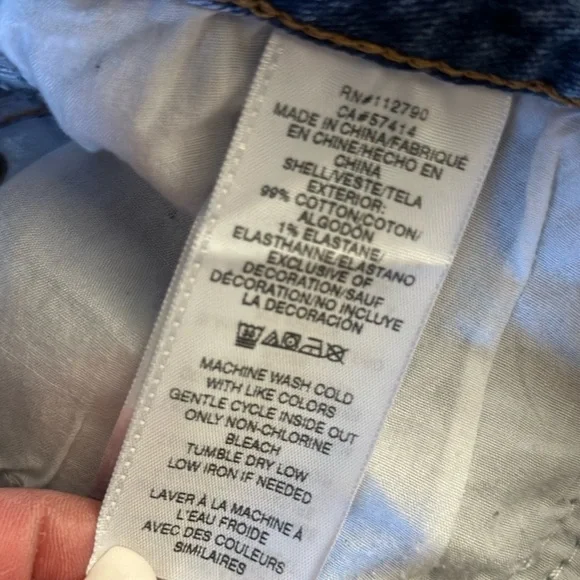 RN#112790
CA#57414
MADE IN CHINA/FABRIQUÉ
EN CHINE/HECHO EN
CHINA
SHELL/VESTE/TELA
EXTERIOR:
99% COTTON/COTON/
ALGODÓN
1% ELASTANE/
ELASTHANNE/ELASTANO
EXCLUSIVE OF
DECORATION/SAUF
DÉCORATION/NO INCLUYE
LA DECORACIÓN
MACHINE WASH COLD
WITH LIKE COLORS
GENTLE CYCLE INSIDE OUT
ONLY NON-CHLORINE
BLEACH
TUMBLE DRY LOW
LOW IRON IF NEEDED
LAVER À LA MACHINE À
L'EAU FROIDE
AVEC DES COULEURS
SIMILAIRES